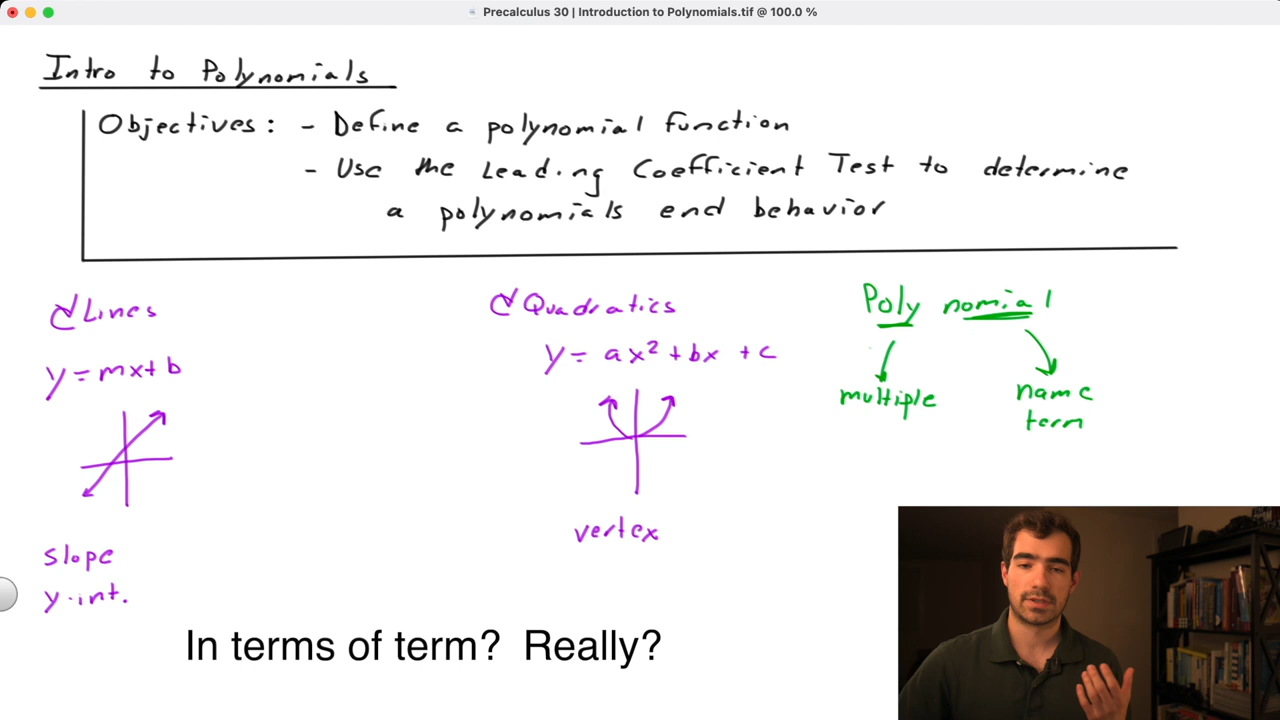 Precalculus 30 | Introduction to Polynomials.tif @ 100.0 %
Intro to Polynomials
Objectives: - Define a polynomial function
- Use the Leading Coefficient Test to determine
a polynomials end behavior
Lines
y = mx + b
slope
y-int.
Quadratics
y = ax² + bx + c
vertex
Polynomial
multiple
name
term
In terms of term? Really?